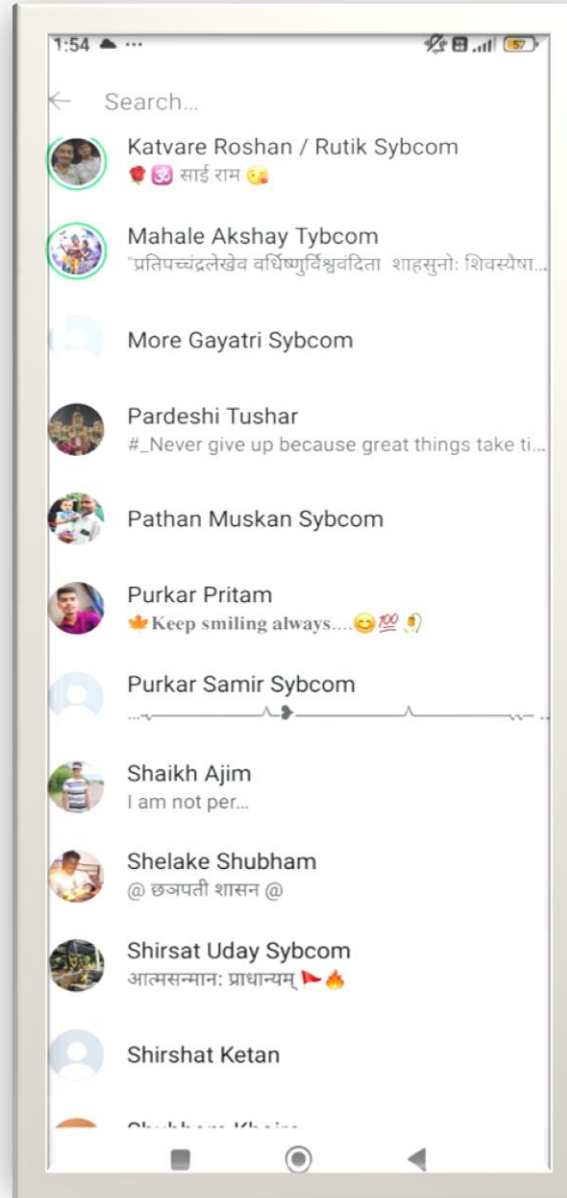 1:54 ...
57
Search...
Katvare Roshan / Rutik Sybcom
🌹🕉️ साई राम 😘
Mahale Akshay Tybcom
"प्रतिपच्चंद्रलेखेव वर्धिष्णुर्विश्ववंदिता शाहसुनोः शिवस्यैषा...
More Gayatri Sybcom
Pardeshi Tushar
#_Never give up because great things take ti...
Pathan Muskan Sybcom
Purkar Pritam
🍁Keep smiling always....😊💯
Purkar Samir Sybcom
Shaikh Ajim
I am not per...
Shelake Shubham
@ छञपती शासन @
Shirsat Uday Sybcom
आत्मसन्मान: प्राधान्यम् 🚩🔥
Shirshat Ketan